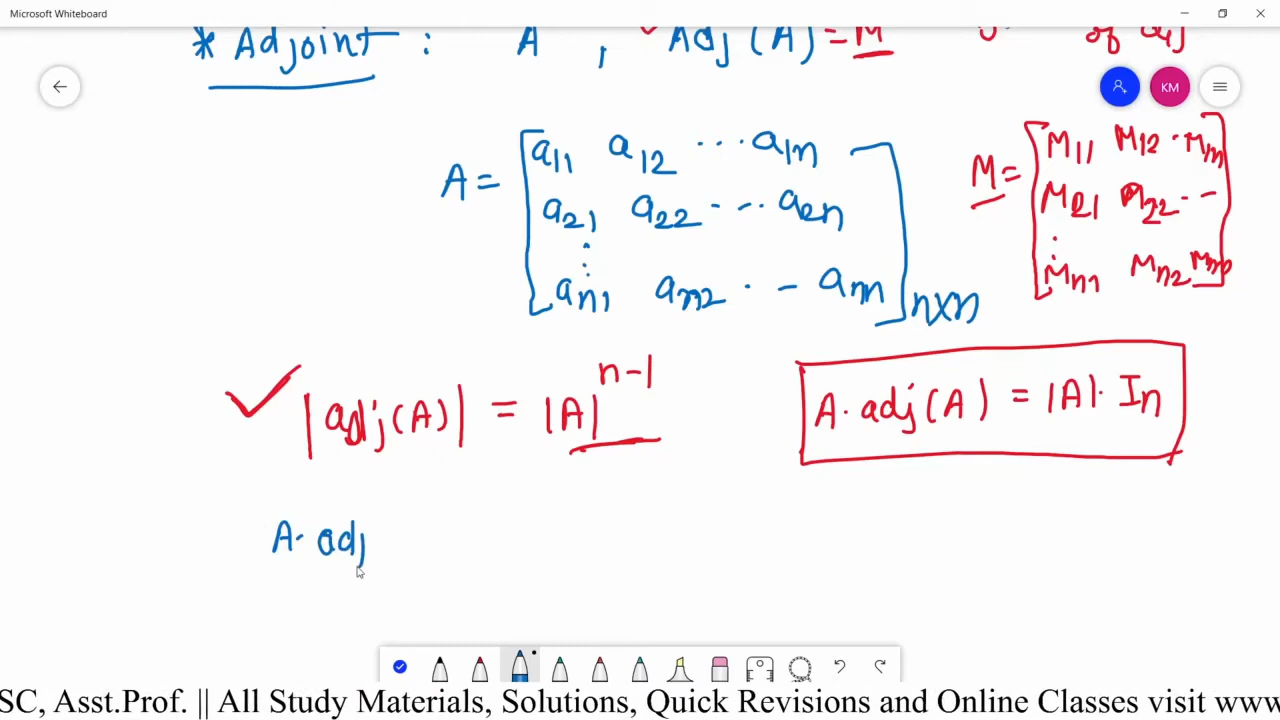 Microsoft Whiteboard
* Adjoint : A , Adj (A) = M of aij
KM
A = [a11 a12 ... a1n
a21 a22 ... a2n
an1 an2 .. ann] n×n
M = [M11 M12 . M1n
M21 M22 . .
Mn1 Mn2 Mnn]
|adj(A)| = |A|^n-1
A. adj(A) = |A|. In
A. adj
SC, Asst.Prof. || All Study Materials, Solutions, Quick Revisions and Online Classes visit www